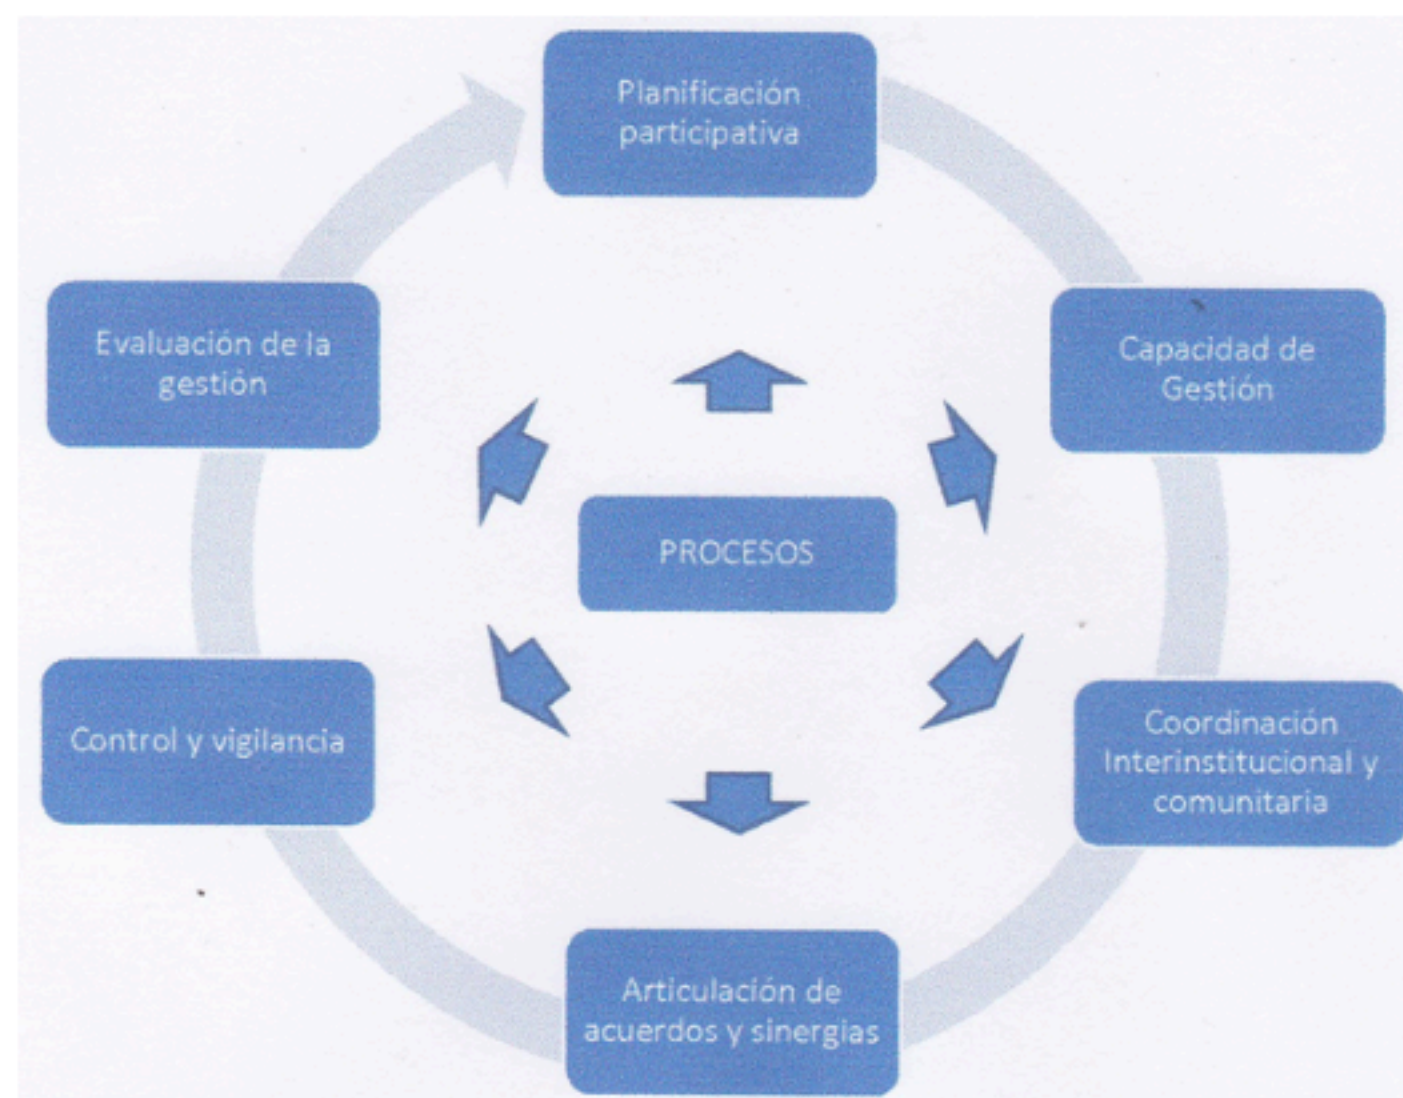 Planificación
participativa
Evaluación de la
gestión
Capacidad de
Gestión
PROCESOS
Control y vigilancia
Coordinación
Interinstitucional y
comunitaria
Articulación de
acuerdos y sinergias